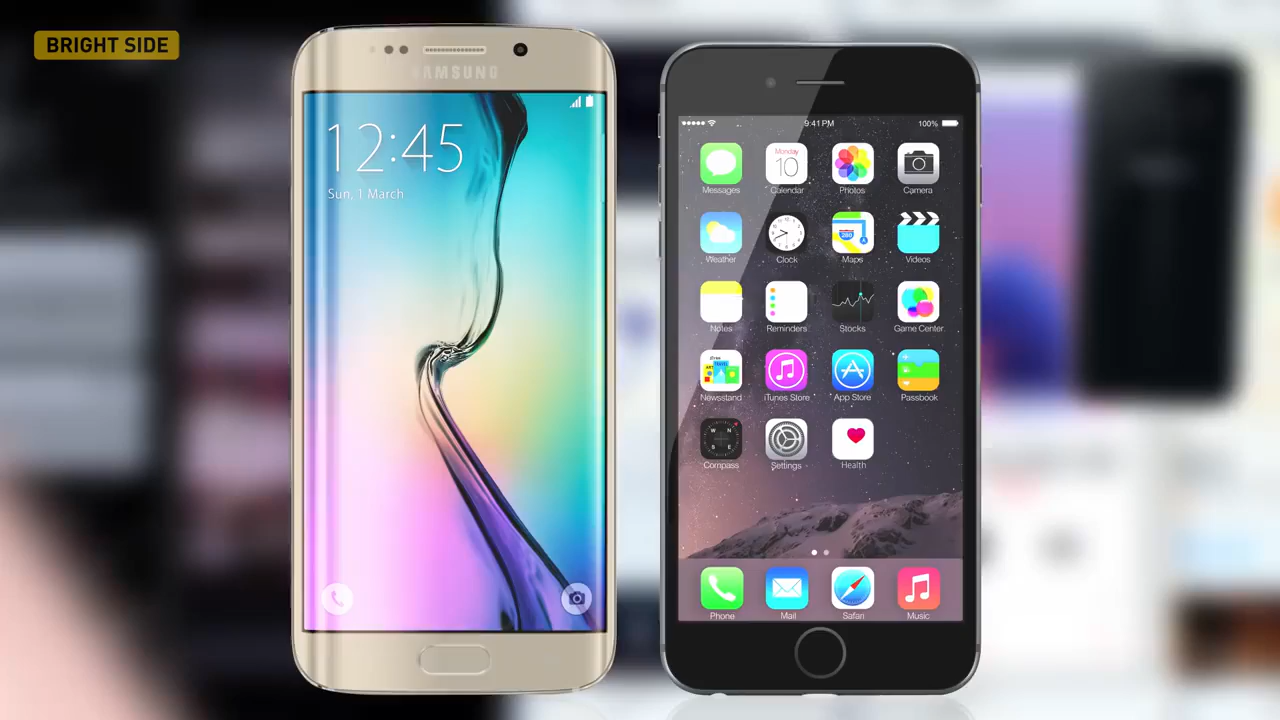 BRIGHT SIDE
SAMSUNG
12:45
Sun, 1 March
9:41 PM 100%
Messages Monday 10 Calendar Photos Camera
Weather Clock 280 Maps Videos
Notes Reminders Stocks Game Center
Newsstand iTunes Store App Store Passbook
N W E S Compass Settings Health
Phone Mail Safari Music